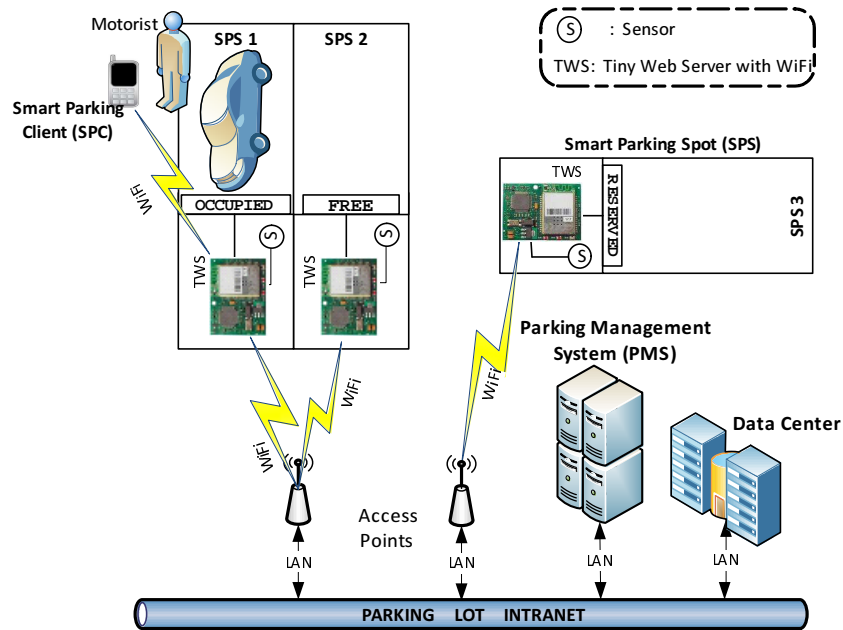 Motorist
SPS 1
SPS 2
S : Sensor
TWS: Tiny Web Server with WiFi
Smart Parking
Client (SPC)
WiFi
OCCUPIED
FREE
S
S
TWS
TWS
Smart Parking Spot (SPS)
TWS
RESERVED
SPS 3
S
Parking Management
System (PMS)
Data Center
WiFi
WiFi
WiFi
Access
Points
LAN
LAN
LAN
LAN
PARKING LOT INTRANET